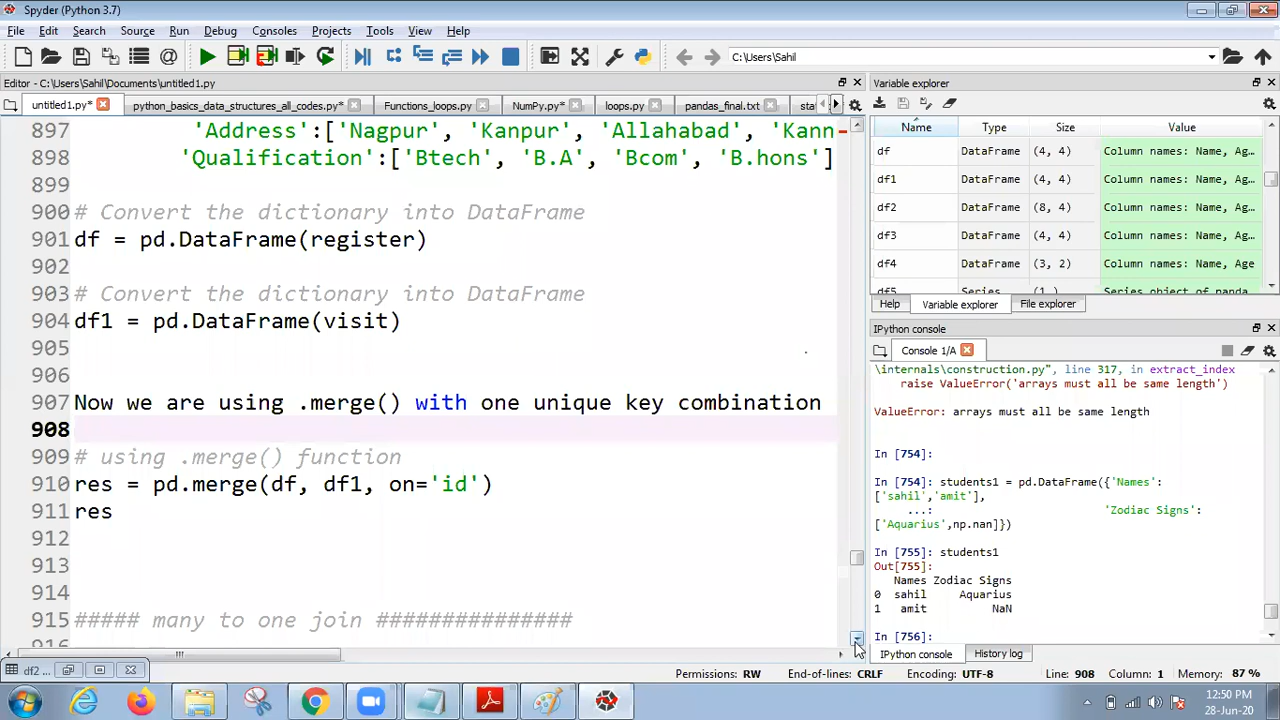 Spyder (Python 3.7)
File Edit Search Source Run Debug Consoles Projects Tools View Help
C:\Users\Sahil
Editor - C:\Users\Sahil\Documents\untitled1.py
untitled1.py* python_basics_data_structures_all_codes.py* Functions_loops.py NumPy.py* loops.py pandas_final.txt sta
897 'Address':['Nagpur', 'Kanpur', 'Allahabad', 'Kann
898 'Qualification':['Btech', 'B.A', 'Bcom', 'B.hons']
899
900 # Convert the dictionary into DataFrame
901 df = pd.DataFrame(register)
902
903 # Convert the dictionary into DataFrame
904 df1 = pd.DataFrame(visit)
905
906
907 Now we are using .merge() with one unique key combination
908
909 # using .merge() function
910 res = pd.merge(df, df1, on='id')
911 res
912
913
914
915 ##### many to one join ###############
916
df2 ...
Variable explorer
Name Type Size Value
df DataFrame (4, 4) Column names: Name, Ag...
df1 DataFrame (4, 4) Column names: Name, Ag...
df2 DataFrame (8, 4) Column names: Name, Ag...
df3 DataFrame (4, 4) Column names: Name, Ag...
df4 DataFrame (3, 2) Column names: Name, Age
df5 Series (1,) Series object of panda
Help Variable explorer File explorer
IPython console
Console 1/A
\internals\construction.py", line 317, in extract_index
raise ValueError('arrays must all be same length')
ValueError: arrays must all be same length
In [754]:
In [754]: students1 = pd.DataFrame({'Names':
['sahil','amit'],
...: 'Zodiac Signs':
['Aquarius',np.nan]})
In [755]: students1
Out[755]:
Names Zodiac Signs
0 sahil Aquarius
1 amit NaN
In [756]:
IPython console History log
Permissions: RW End-of-lines: CRLF Encoding: UTF-8 Line: 908 Column: 1 Memory: 87 %
12:50 PM
28-Jun-20